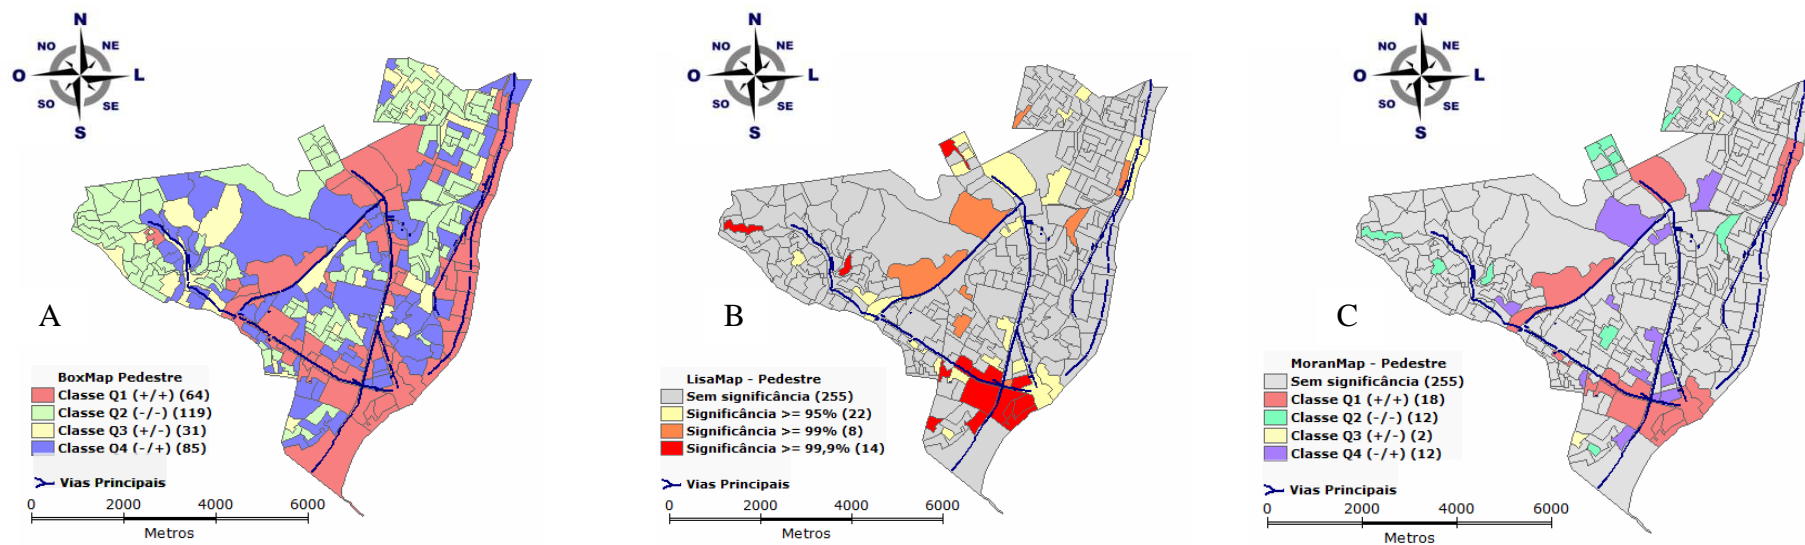 N
NO NE
O L
SO SE
S
A
BoxMap Pedestre
Classe Q1 (+/+) (64)
Classe Q2 (-/-) (119)
Classe Q3 (+/-) (31)
Classe Q4 (-/+) (85)
Vias Principais
0 2000 4000 6000
Metros
N
NO NE
O L
SO SE
S
B
LisaMap - Pedestre
Sem significância (255)
Significância >= 95% (22)
Significância >= 99% (8)
Significância >= 99,9% (14)
Vias Principais
0 2000 4000 6000
Metros
N
NO NE
O L
SO SE
S
C
MoranMap - Pedestre
Sem significância (255)
Classe Q1 (+/+) (18)
Classe Q2 (-/-) (12)
Classe Q3 (+/-) (2)
Classe Q4 (-/+) (12)
Vias Principais
0 2000 4000 6000
Metros